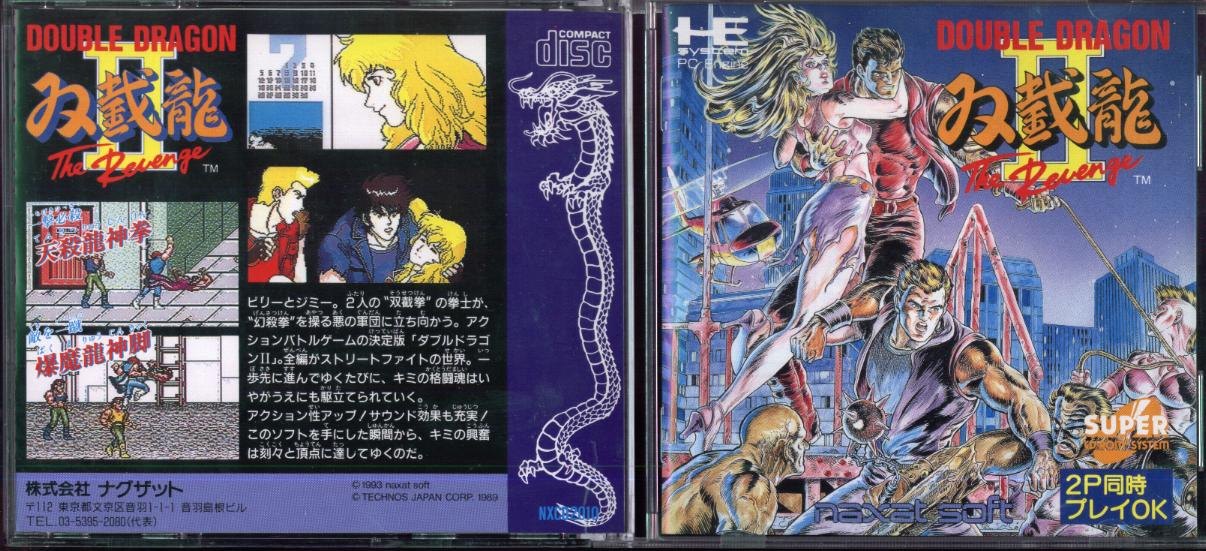 DOUBLE DRAGON
II
双截龍
The Revenge
TM
7
COMPACT
disc
天殺龍神拳
爆魔龍神脚
ビリーとジミー。2人の“双截拳”の拳士が、
“幻殺拳”を操る悪の軍団に立ち向かう。アク
ションバトルゲームの決定版「ダブルドラゴ
ンII」。全編がストリートファイトの世界。一
歩先に進んでゆくたびに、キミの格闘魂はい
やがうえにも駆立てられていく。
アクション性アップ!サウンド効果も充実!
このソフトを手にした瞬間から、キミの興奮
は刻々と頂点に達してゆくのだ。
株式会社 ナグザット
〒112 東京都文京区音羽1-1-1 音羽島根ビル
TEL.03-5395-2080(代表)
© 1993 naxat soft
© TECHNOS JAPAN CORP. 1989
HE
System
PC Engine
DOUBLE DRAGON
II
双截龍
The Revenge
TM
SUPER
CD-ROM² SYSTEM
naxat soft
2P同時
プレイOK